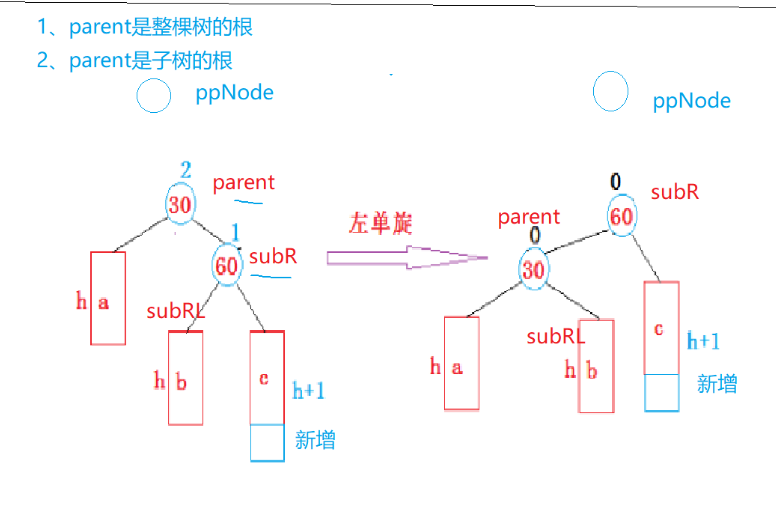 1、parent是整棵树的根
2、parent是子树的根
ppNode
ppNode
2
parent
30
1
subR
60
h a
subRL
h b
c
h+1
新增
左单旋
0
subR
60
parent
0
30
subRL
h a
h b
c
h+1
新增